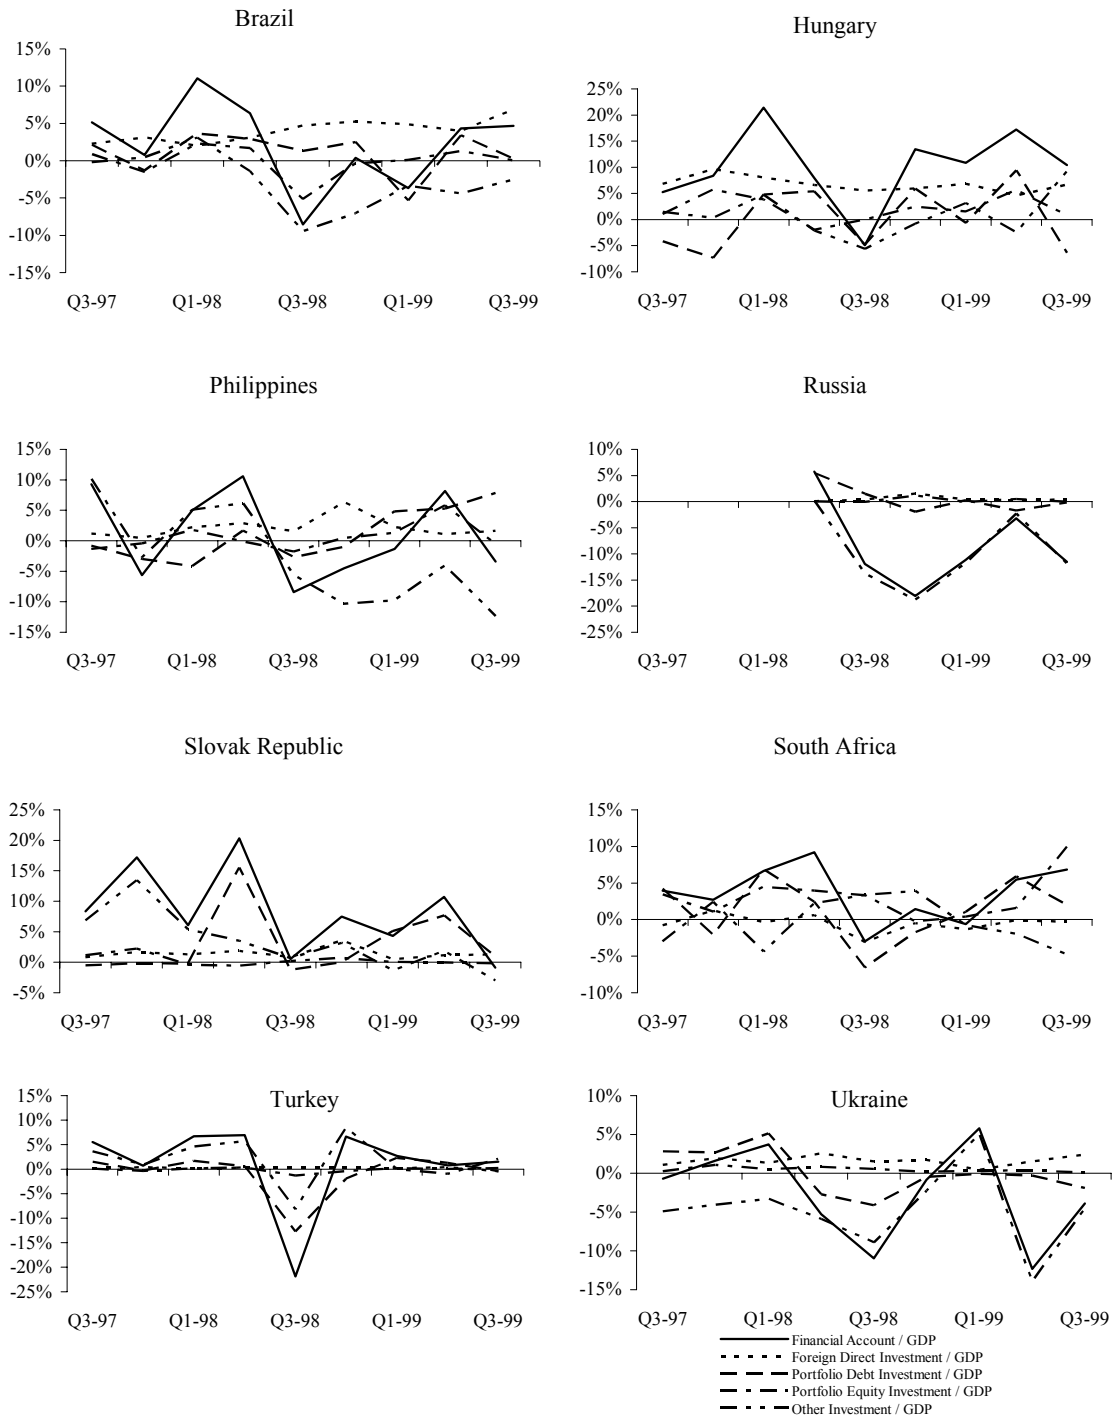 Brazil
15%
10%
5%
0%
-5%
-10%
-15%
Q3-97 Q1-98 Q3-98 Q1-99 Q3-99
Hungary
25%
20%
15%
10%
5%
0%
-5%
-10%
Q3-97 Q1-98 Q3-98 Q1-99 Q3-99
Philippines
15%
10%
5%
0%
-5%
-10%
-15%
Q3-97 Q1-98 Q3-98 Q1-99 Q3-99
Russia
10%
5%
0%
-5%
-10%
-15%
-20%
-25%
Q3-97 Q1-98 Q3-98 Q1-99 Q3-99
Slovak Republic
25%
20%
15%
10%
5%
0%
-5%
Q3-97 Q1-98 Q3-98 Q1-99 Q3-99
South Africa
15%
10%
5%
0%
-5%
-10%
Q3-97 Q1-98 Q3-98 Q1-99 Q3-99
Turkey
15%
10%
5%
0%
-5%
-10%
-15%
-20%
-25%
Q3-97 Q1-98 Q3-98 Q1-99 Q3-99
Ukraine
10%
5%
0%
-5%
-10%
-15%
Q3-97 Q1-98 Q3-98 Q1-99 Q3-99
Financial Account / GDP
Foreign Direct Investment / GDP
Portfolio Debt Investment / GDP
Portfolio Equity Investment / GDP
Other Investment / GDP